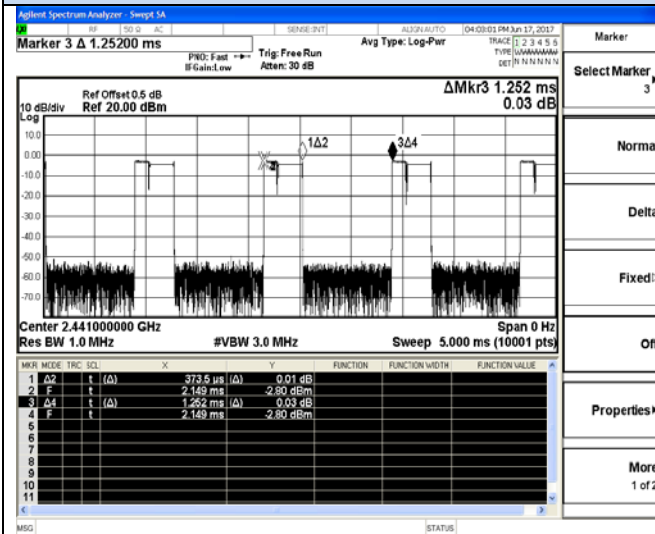 Agilent Spectrum Analyzer - Swept SA
RF 50 Ω AC SENSE:INT ALIGN AUTO 04:03:01 PM Jun 17, 2017
Marker 3 Δ 1.25200 ms
PNO: Fast
IFGain:Low
Trig: Free Run
Atten: 30 dB
Avg Type: Log-Pwr
TRACE 1 2 3 4 5 6
TYPE WWWWWW
DET N N N N N N
Marker
Select Marker
3
Normal
Delta
Fixed
Off
Properties
More
1 of 2
ΔMkr3 1.252 ms
0.03 dB
Ref Offset 0.5 dB
10 dB/div Ref 20.00 dBm
Log
10.0
0.00
-10.0
-20.0
-30.0
-40.0
-50.0
-60.0
-70.0
1Δ2
3Δ4
Center 2.441000000 GHz Span 0 Hz
Res BW 1.0 MHz #VBW 3.0 MHz Sweep 5.000 ms (10001 pts)
MKR MODE TRC SCL X Y FUNCTION FUNCTION WIDTH FUNCTION VALUE
1 Δ2 t (Δ) 373.5 µs (Δ) 0.01 dB
2 F t 2.149 ms -2.80 dBm
3 Δ4 t (Δ) 1.252 ms (Δ) 0.03 dB
4 F t 2.149 ms -2.80 dBm
5
6
7
8
9
10
11
MSG STATUS